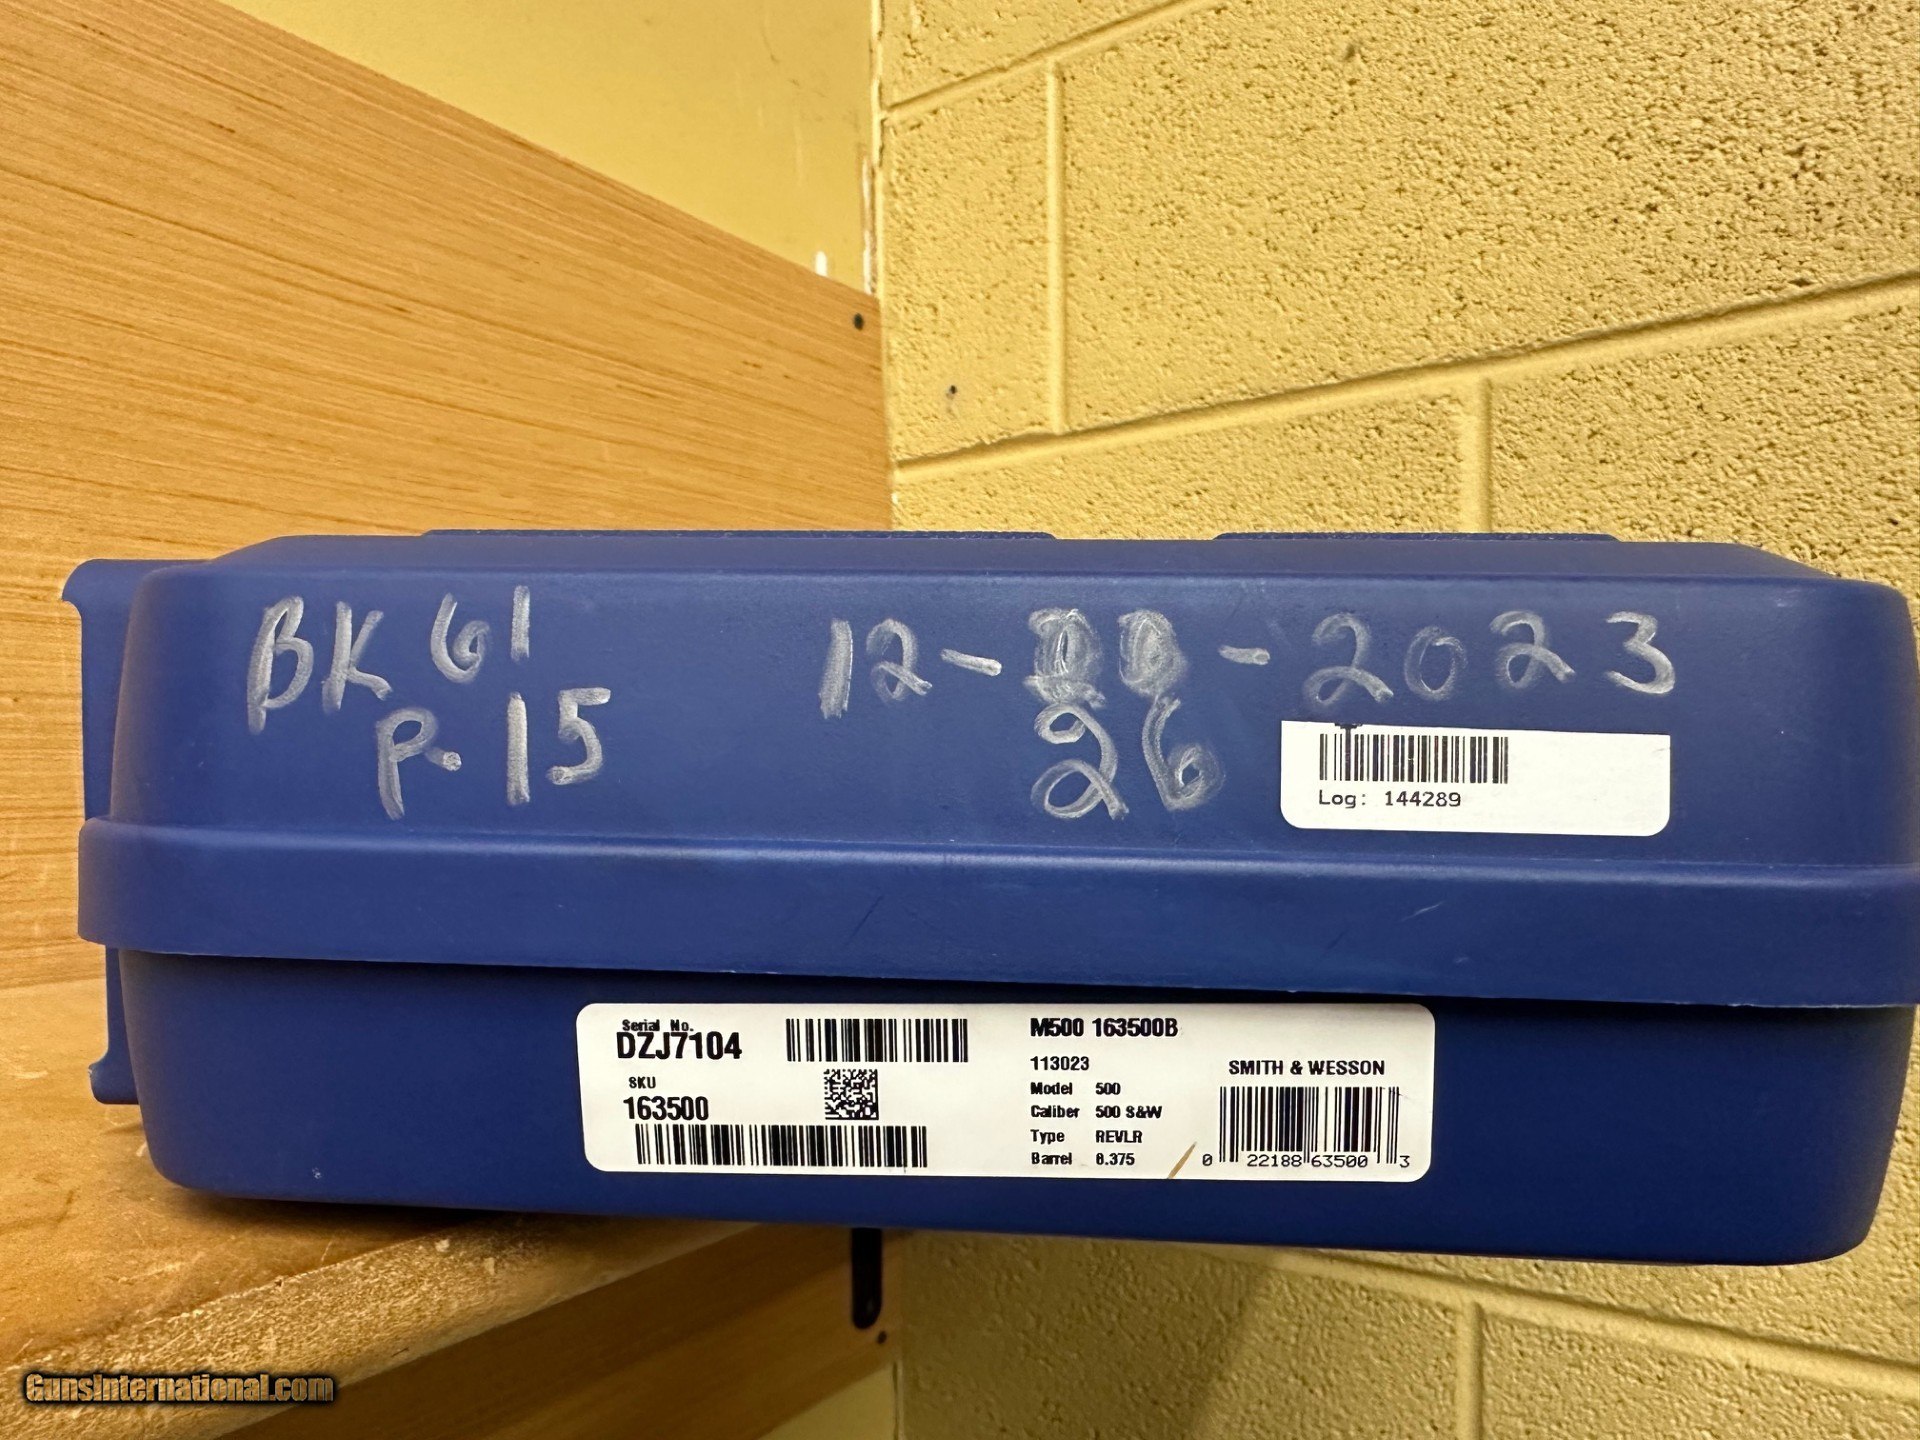 BK 61
P. 15
12- -2023
26
Log: 144289
Serial No.
DZJ7104
SKU
163500
M500 163500B
113023
Model 500
Caliber 500 S&W
Type REVLR
Barrel 8.375
SMITH & WESSON
0 22188 63500 3
GunsInternational.com